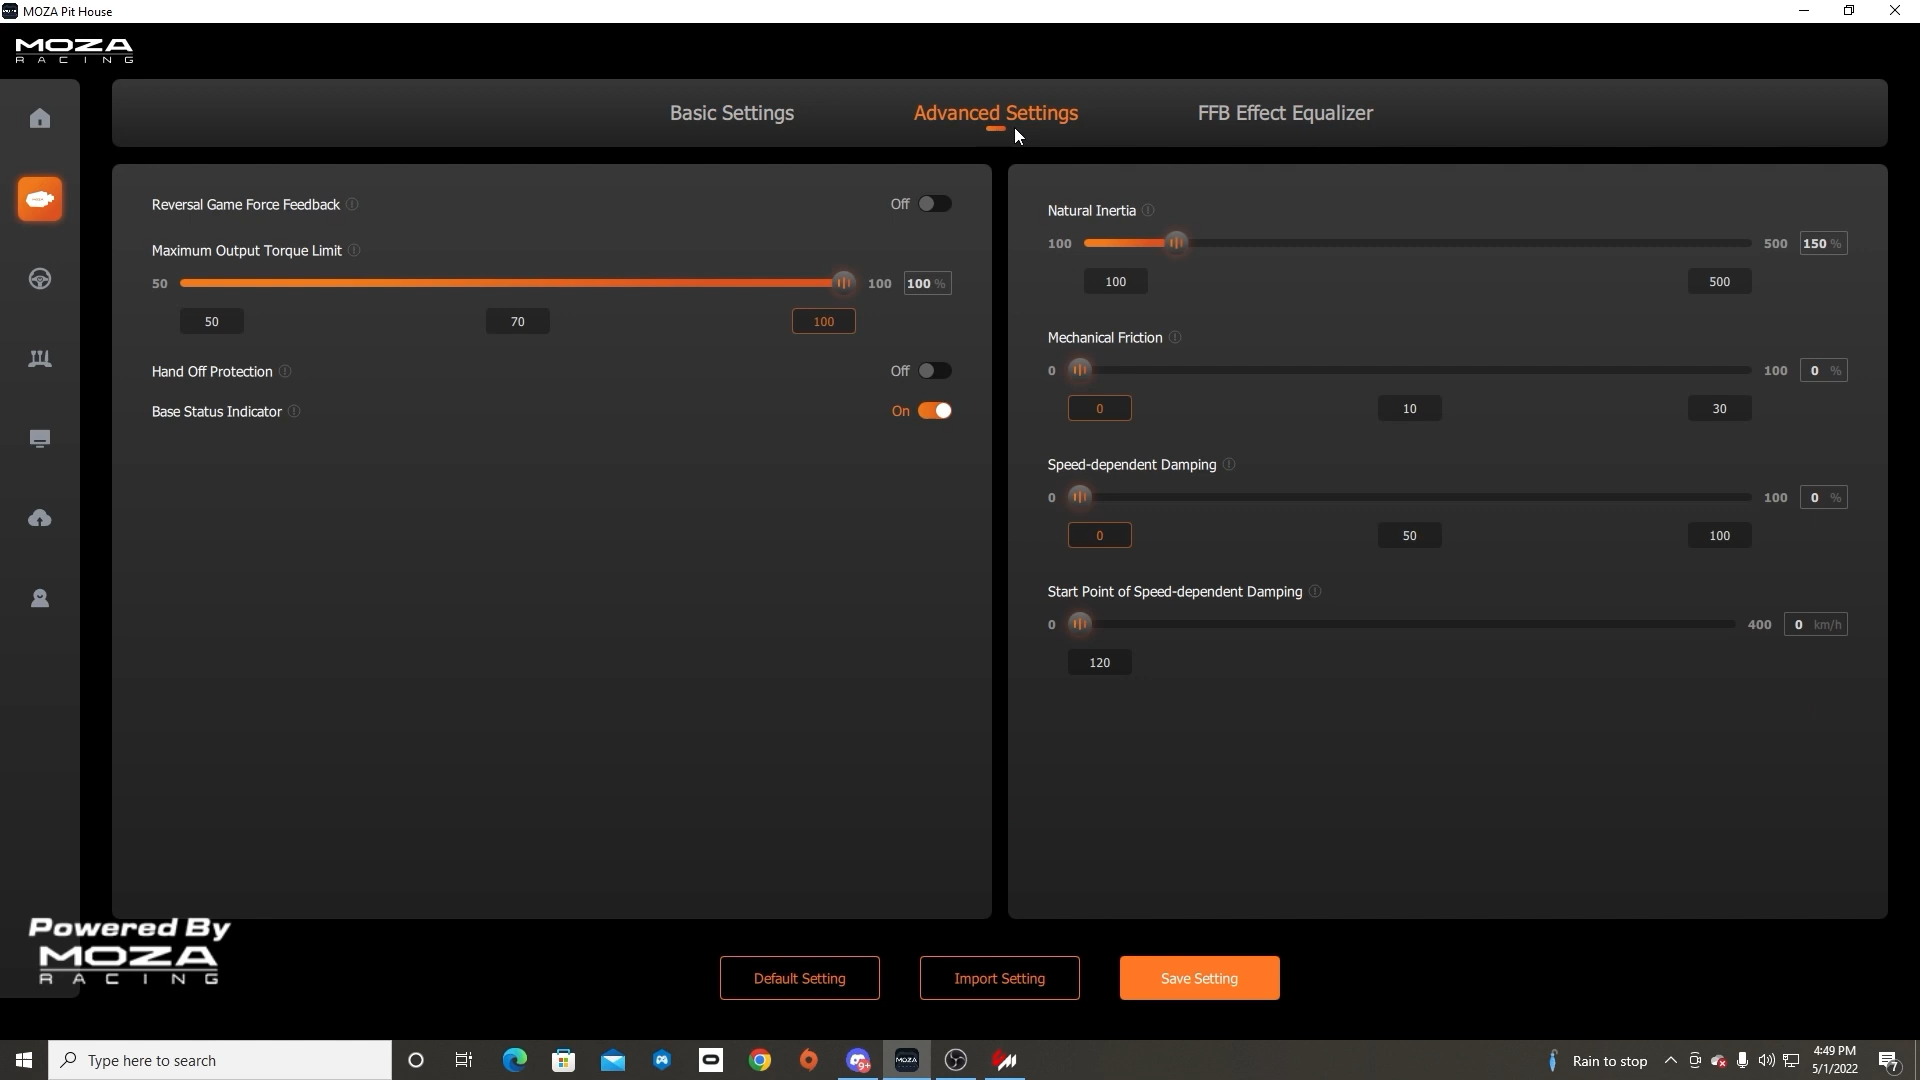 MOZA Pit House
MOZA
RACING
Basic Settings
Advanced Settings
FFB Effect Equalizer
Reversal Game Force Feedback
Off
Maximum Output Torque Limit
50
100
100 %
50
70
100
Hand Off Protection
Off
Base Status Indicator
On
Natural Inertia
100
500
150 %
100
500
Mechanical Friction
0
100
0 %
0
10
30
Speed-dependent Damping
0
100
0 %
0
50
100
Start Point of Speed-dependent Damping
0
400
0 km/h
120
Powered By
MOZA
RACING
Default Setting
Import Setting
Save Setting
Type here to search
9+
MOZA
Rain to stop
4:49 PM
5/1/2022
7